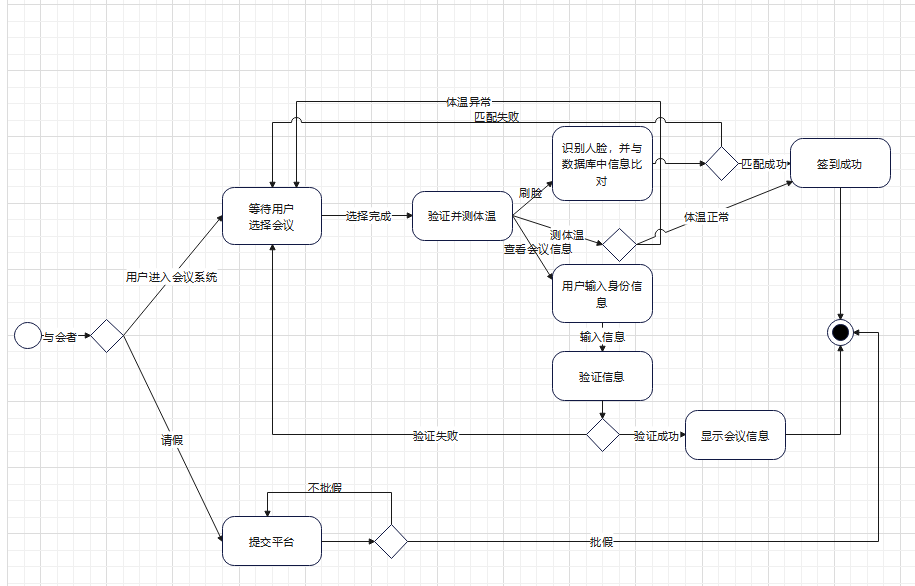 体温异常
匹配失败
识别人脸，并与
数据库中信息比
对
匹配成功
签到成功
刷脸
等待用户
选择会议
选择完成
验证并测体温
体温正常
测体温
查看会议信息
用户进入会议系统
用户输入身份信
息
与会者
输入信息
验证信息
请假
验证失败
验证成功
显示会议信息
不批假
提交平台
批假